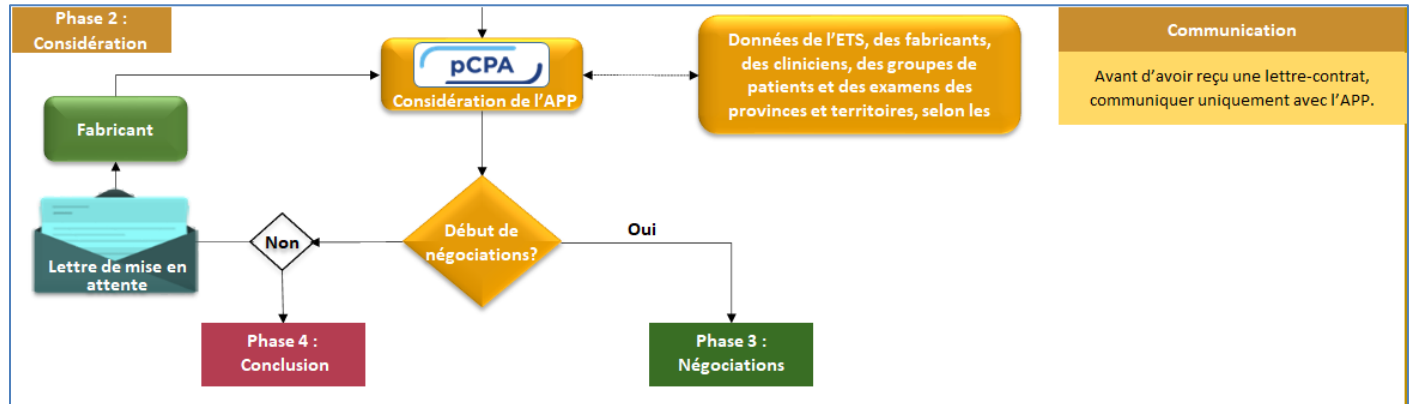 Phase 2 :
Considération
pCPA
Considération de l’APP
Données de l’ETS, des fabricants,
des cliniciens, des groupes de
patients et des examens des
provinces et territoires, selon les
Communication
Avant d’avoir reçu une lettre-contrat,
communiquer uniquement avec l’APP.
Fabricant
Lettre de mise en
attente
Non
Début de
négociations?
Oui
Phase 4 :
Conclusion
Phase 3 :
Négociations